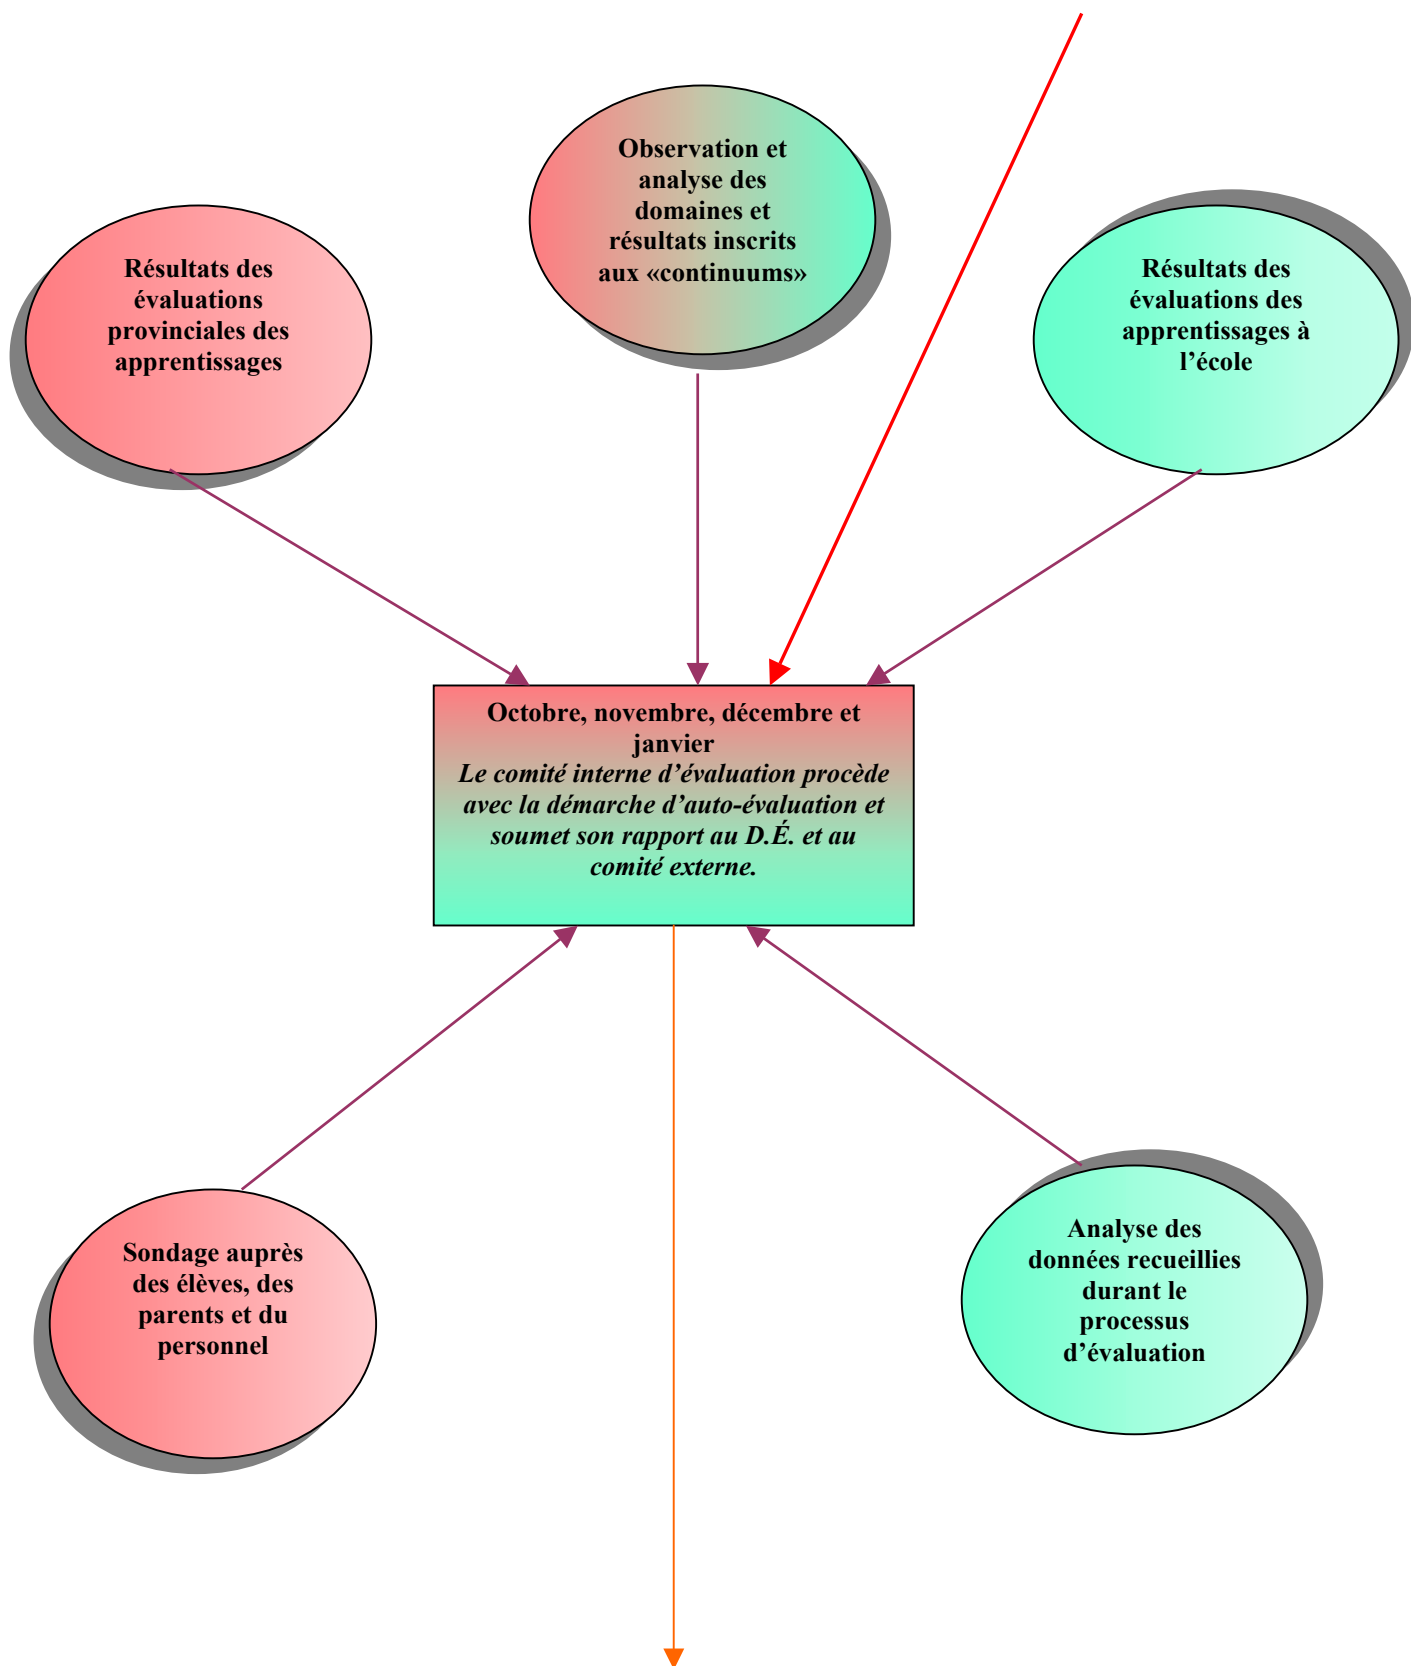 Observation et
analyse des
domaines et
résultats inscrits
aux «continuums»
Résultats des
évaluations
provinciales des
apprentissages
Résultats des
évaluations des
apprentissages à
l’école
Octobre, novembre, décembre et
janvier
Le comité interne d’évaluation procède
avec la démarche d’auto-évaluation et
soumet son rapport au D.É. et au
comité externe.
Sondage auprès
des élèves, des
parents et du
personnel
Analyse des
données recueillies
durant le
processus
d’évaluation